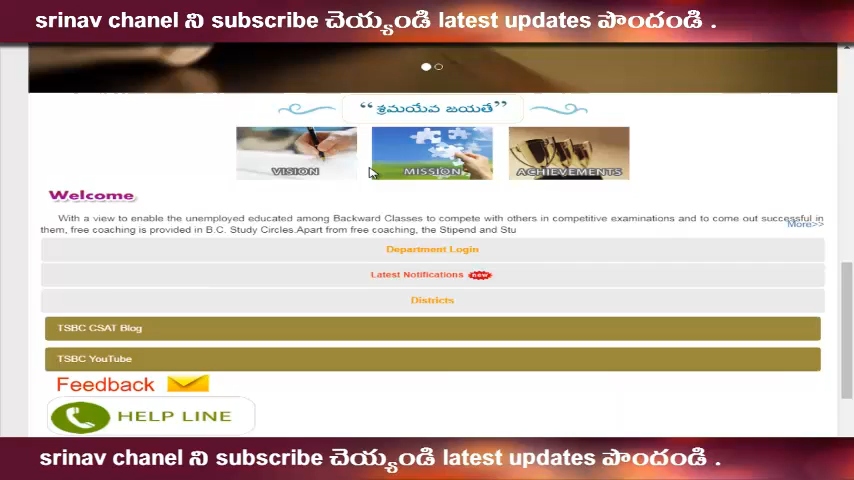 srinav chanel ని subscribe చెయ్యండి latest updates పొందండి .
“ శ్రమయేవ జయతే ”
VISION MISSION ACHIEVEMENTS
Welcome
With a view to enable the unemployed educated among Backward Classes to compete with others in competitive examinations and to come out successful in
them, free coaching is provided in B.C. Study Circles.Apart from free coaching, the Stipend and Stu More>>
Department Login
Latest Notifications new
Districts
TSBC CSAT Blog
TSBC YouTube
Feedback
HELP LINE
srinav chanel ని subscribe చెయ్యండి latest updates పొందండి .